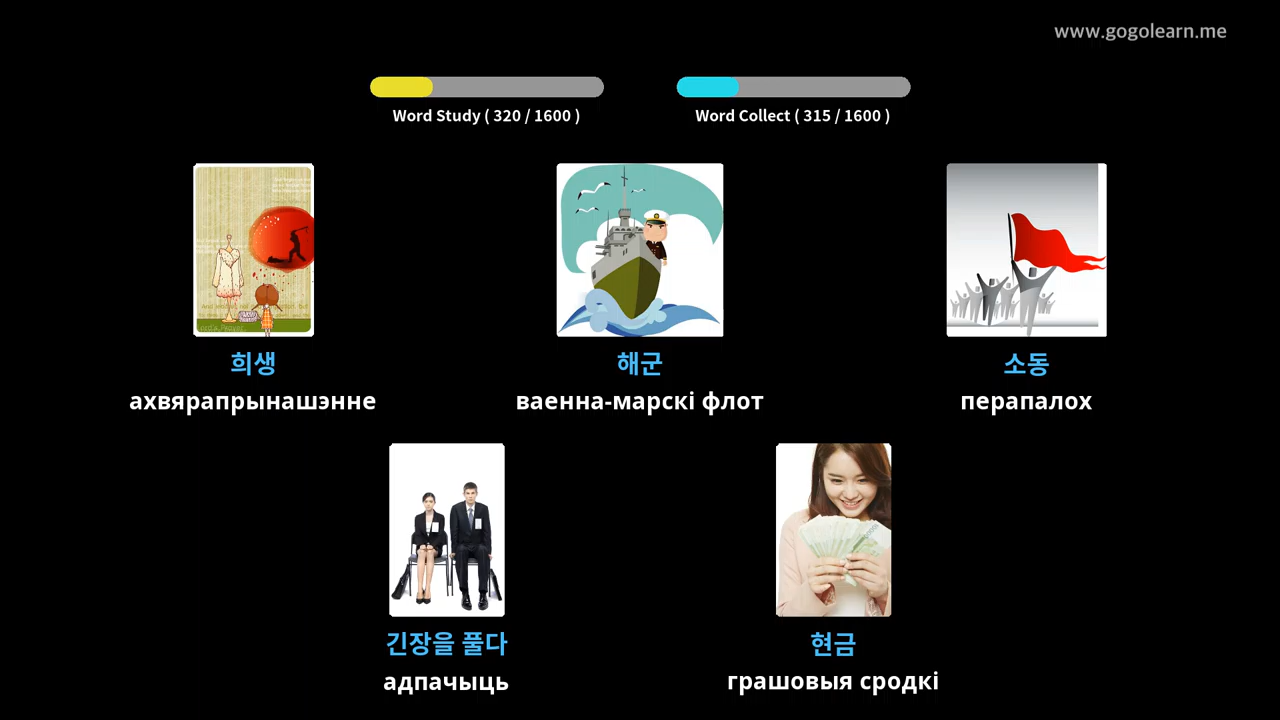 www.gogolearn.me
Word Study ( 320 / 1600 )
Word Collect ( 315 / 1600 )
희생
해군
소동
ахвярапрынашэнне
ваенна-марскі флот
перапалох
긴장을 풀다
현금
адпачыць
грашовыя сродкі